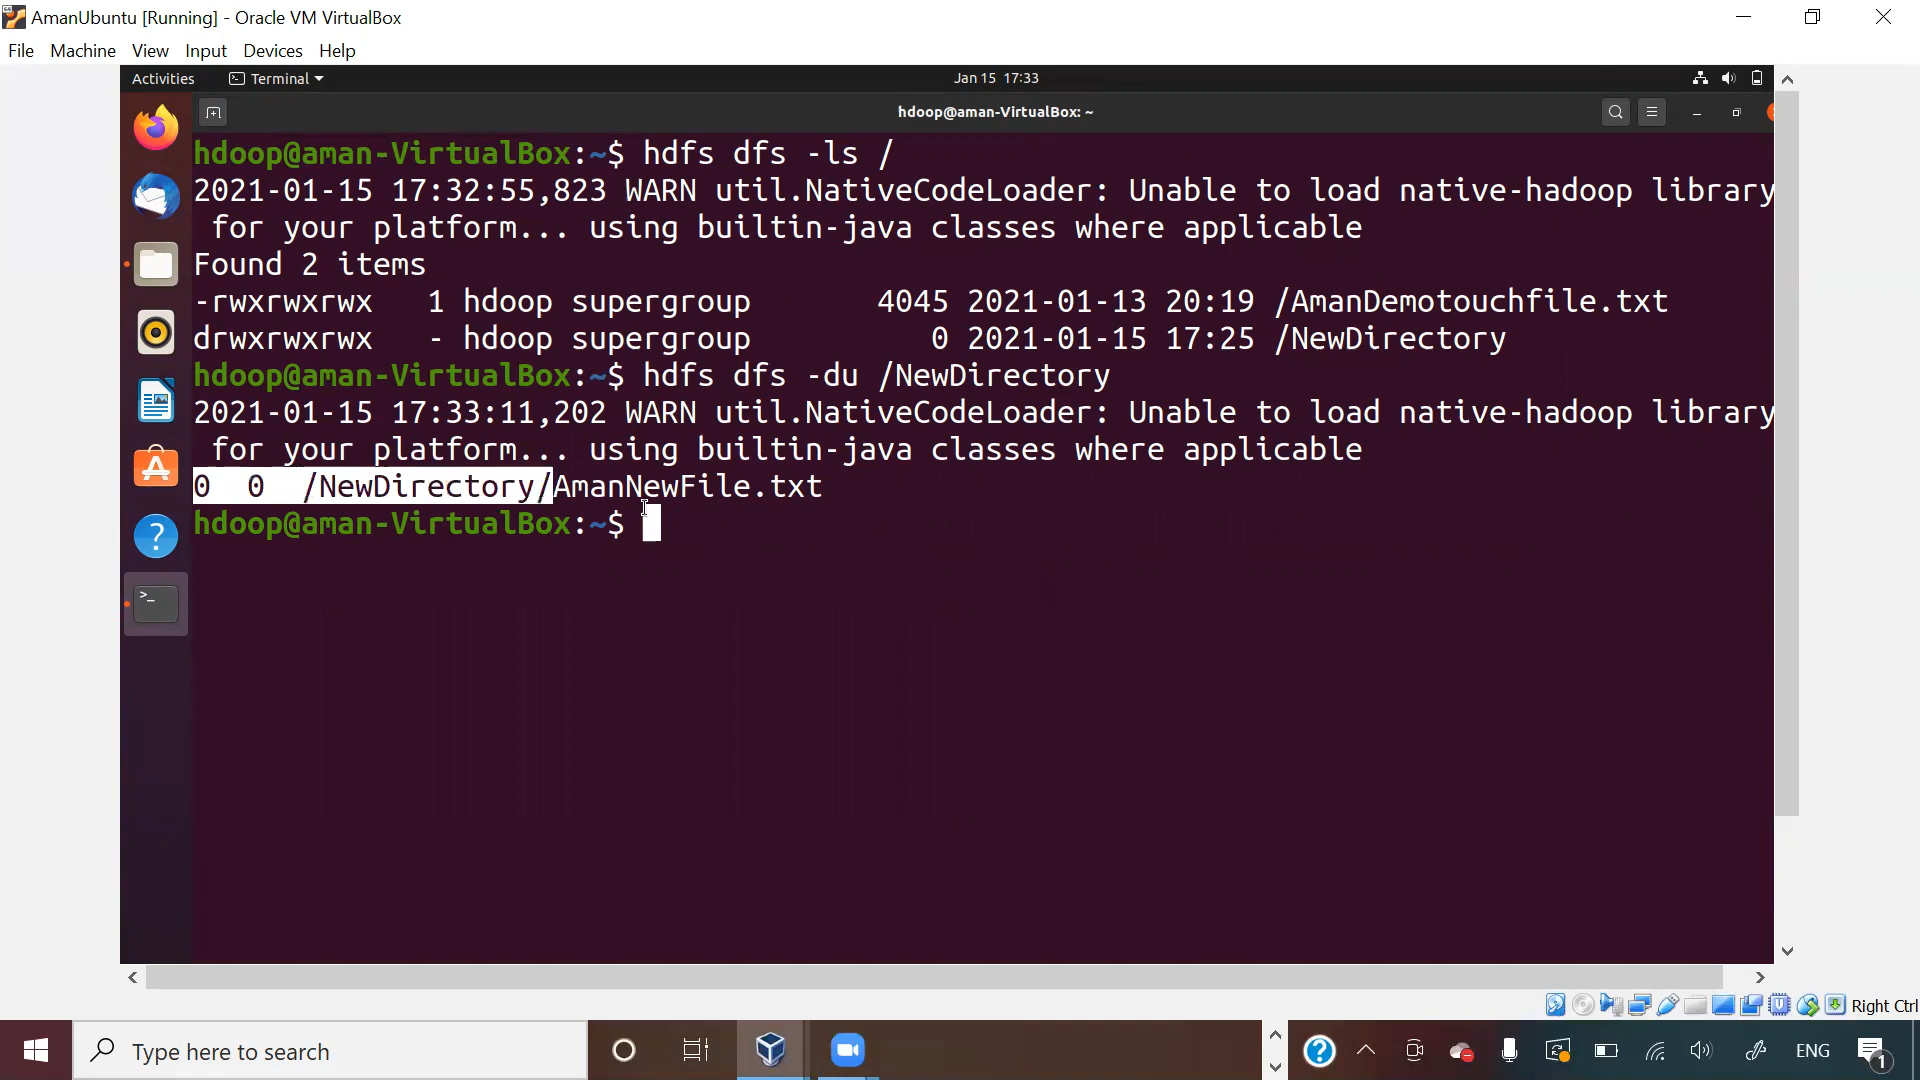 AmanUbuntu [Running] - Oracle VM VirtualBox
File Machine View Input Devices Help
Activities Terminal Jan 15 17:33
hdoop@aman-VirtualBox: ~
hdoop@aman-VirtualBox:~$ hdfs dfs -ls /
2021-01-15 17:32:55,823 WARN util.NativeCodeLoader: Unable to load native-hadoop library
for your platform... using builtin-java classes where applicable
Found 2 items
-rwxrwxrwx 1 hdoop supergroup 4045 2021-01-13 20:19 /AmanDemotouchfile.txt
drwxrwxrwx - hdoop supergroup 0 2021-01-15 17:25 /NewDirectory
hdoop@aman-VirtualBox:~$ hdfs dfs -du /NewDirectory
2021-01-15 17:33:11,202 WARN util.NativeCodeLoader: Unable to load native-hadoop library
for your platform... using builtin-java classes where applicable
0 0 /NewDirectory/AmanNewFile.txt
hdoop@aman-VirtualBox:~$
Right Ctrl
Type here to search
ENG
1